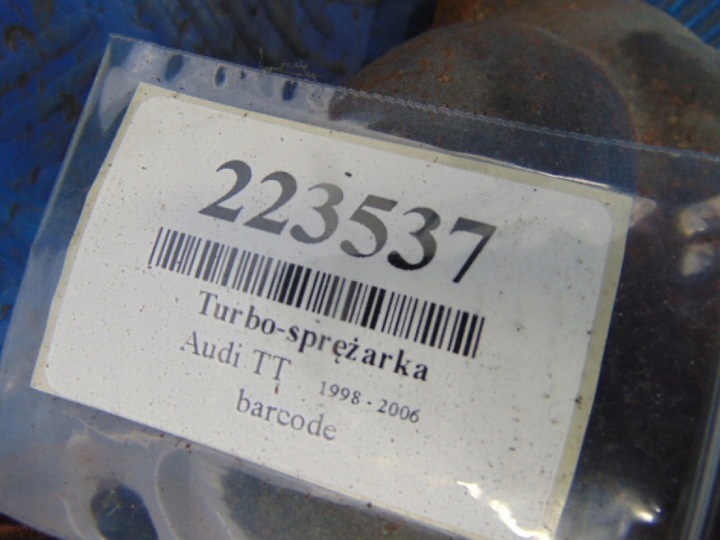 223537
Turbo-sprężarka
Audi TT 1998 - 2006
barcode